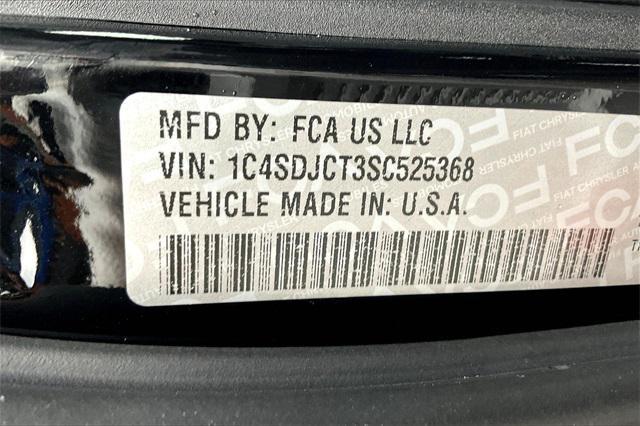 MFD BY: FCA US LLC
VIN: 1C4SDJCT3SC525368
VEHICLE MADE IN: U.S.A.